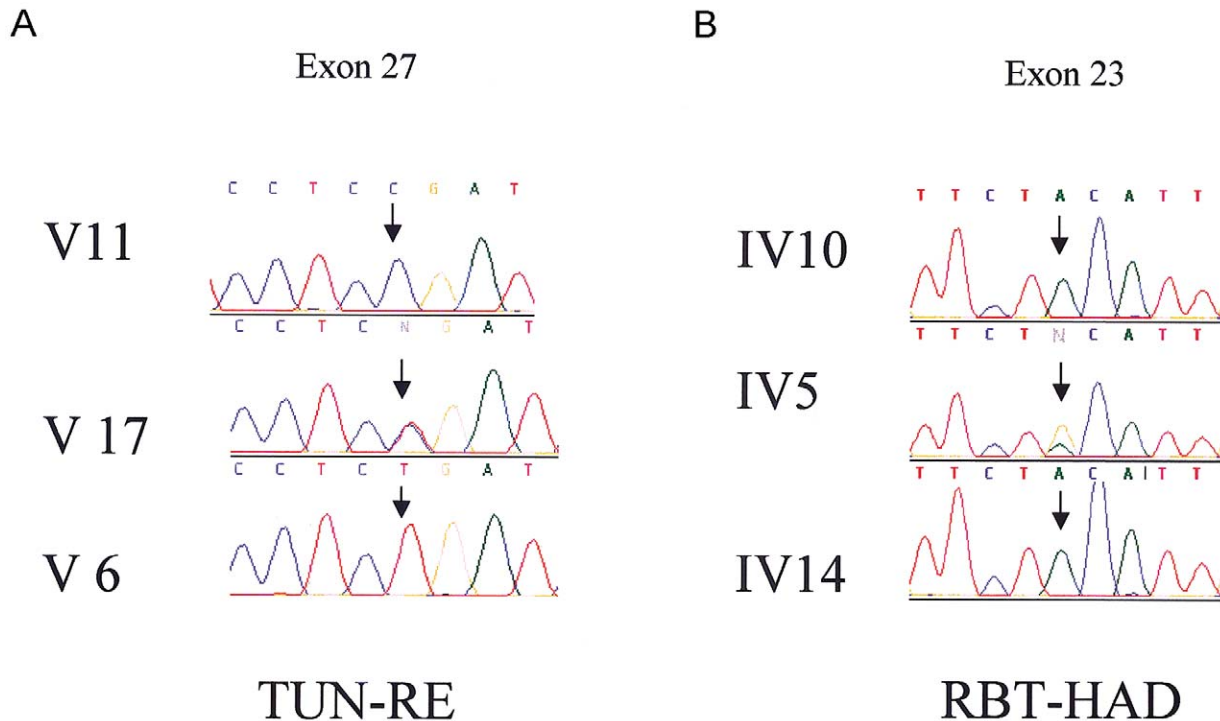 A
Exon 27
C C T C C G A T
V11
C C T C N G A T
V 17
C C T C T G A T
V 6
TUN-RE
B
Exon 23
T T C T A C A T T
IV10
T T C T N C A T T
IV5
T T C T A C A T T
IV14
RBT-HAD